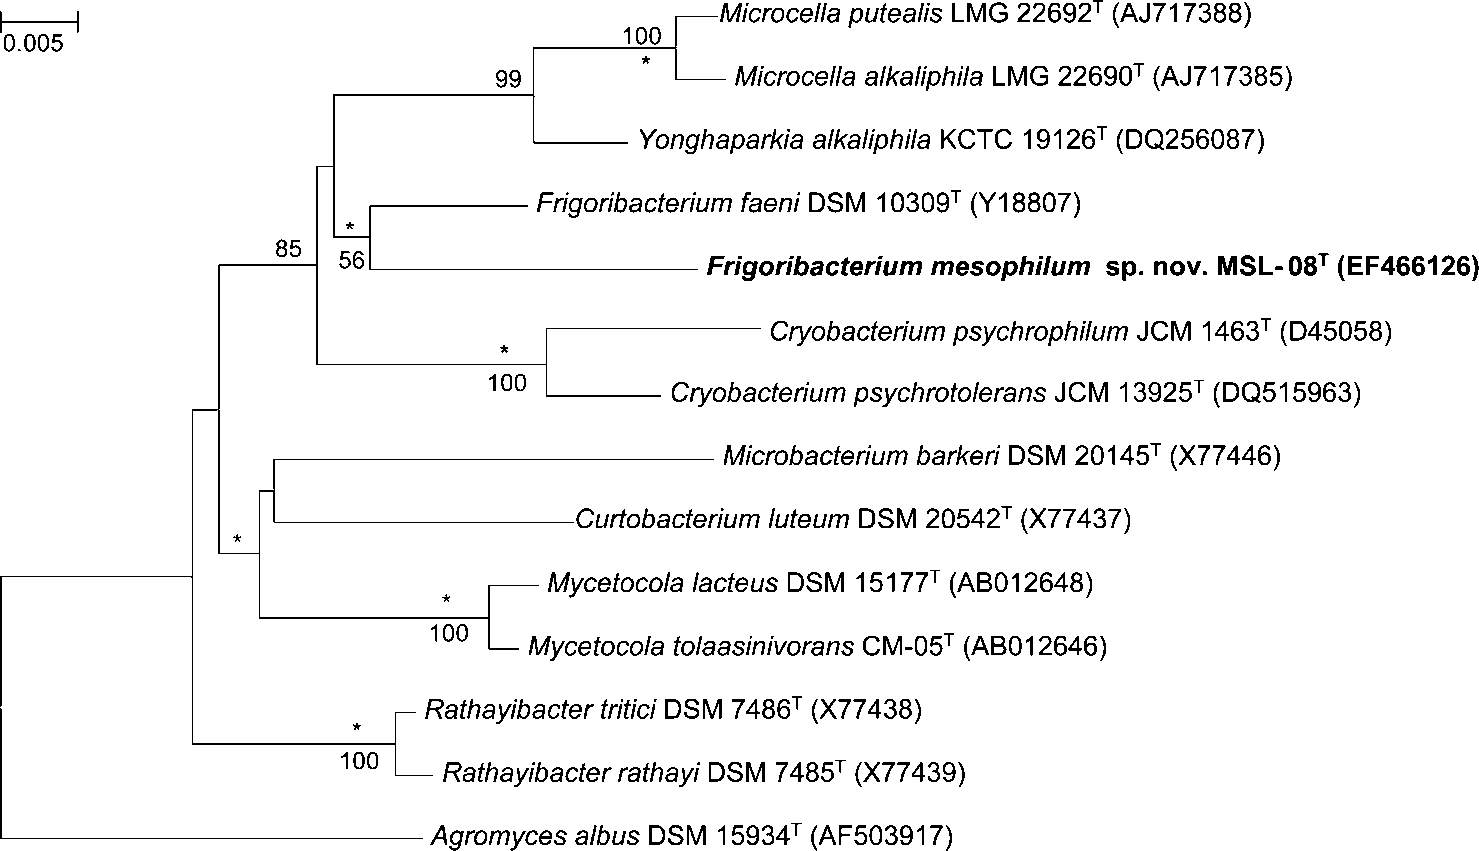 Microcella putealis LMG 22692T (AJ717388)
0.005
100
*
Microcella alkaliphila LMG 22690T (AJ717385)
99
Yonghaparkia alkaliphila KCTC 19126T (DQ256087)
Frigoribacterium faeni DSM 10309T (Y18807)
*
85
56
Frigoribacterium mesophilum sp. nov. MSL-08T (EF466126)
Cryobacterium psychrophilum JCM 1463T (D45058)
*
100
Cryobacterium psychrotolerans JCM 13925T (DQ515963)
Microbacterium barkeri DSM 20145T (X77446)
Curtobacterium luteum DSM 20542T (X77437)
*
Mycetocola lacteus DSM 15177T (AB012648)
*
100
Mycetocola tolaasinivorans CM-05T (AB012646)
Rathayibacter tritici DSM 7486T (X77438)
*
100
Rathayibacter rathayi DSM 7485T (X77439)
Agromyces albus DSM 15934T (AF503917)